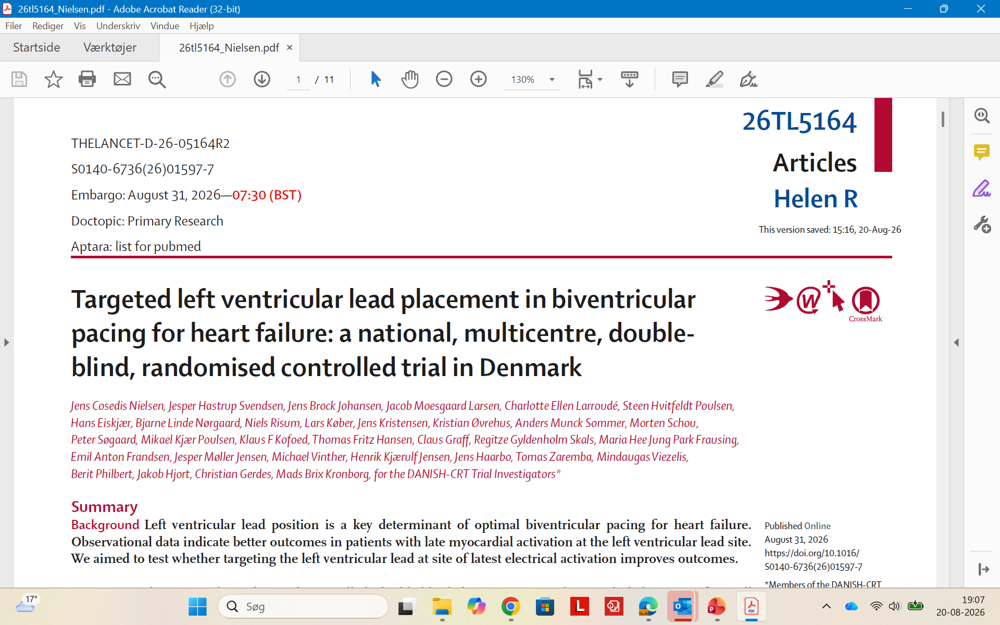 26tl5164_Nielsen.pdf - Adobe Acrobat Reader (32-bit)
Filer Rediger Vis Underskriv Vindue Hjælp
Startside Værktøjer 26tl5164_Nielsen.pdf ×
1 / 11 130%
26TL5164
Articles
Helen R
This version saved: 15:16, 20-Aug-26
THELANCET-D-26-05164R2
S0140-6736(26)01597-7
Embargo: August 31, 2026—07:30 (BST)
Doctopic: Primary Research
Aptara: list for pubmed
Targeted left ventricular lead placement in biventricular
pacing for heart failure: a national, multicentre, double-
blind, randomised controlled trial in Denmark
W
CrossMark
Jens Cosedis Nielsen, Jesper Hastrup Svendsen, Jens Brock Johansen, Jacob Moesgaard Larsen, Charlotte Ellen Larroudé, Steen Hvitfeldt Poulsen,
Hans Eiskjær, Bjarne Linde Nørgaard, Niels Risum, Lars Køber, Jens Kristensen, Kristian Øvrehus, Anders Munck Sommer, Morten Schou,
Peter Søgaard, Mikael Kjær Poulsen, Klaus F Kofoed, Thomas Fritz Hansen, Claus Graff, Regitze Gyldenholm Skals, Maria Hee Jung Park Frausing,
Emil Anton Frandsen, Jesper Møller Jensen, Michael Vinther, Henrik Kjærulf Jensen, Jens Haarbo, Tomas Zaremba, Mindaugas Viezelis,
Berit Philbert, Jakob Hjort, Christian Gerdes, Mads Brix Kronborg, for the DANISH-CRT Trial Investigators*
Summary
Background Left ventricular lead position is a key determinant of optimal biventricular pacing for heart failure.
Observational data indicate better outcomes in patients with late myocardial activation at the left ventricular lead site.
We aimed to test whether targeting the left ventricular lead at site of latest electrical activation improves outcomes.
Published Online
August 31, 2026
https://doi.org/10.1016/
S0140-6736(26)01597-7
*Members of the DANISH-CRT
17°
Søg
19:07
20-08-2026